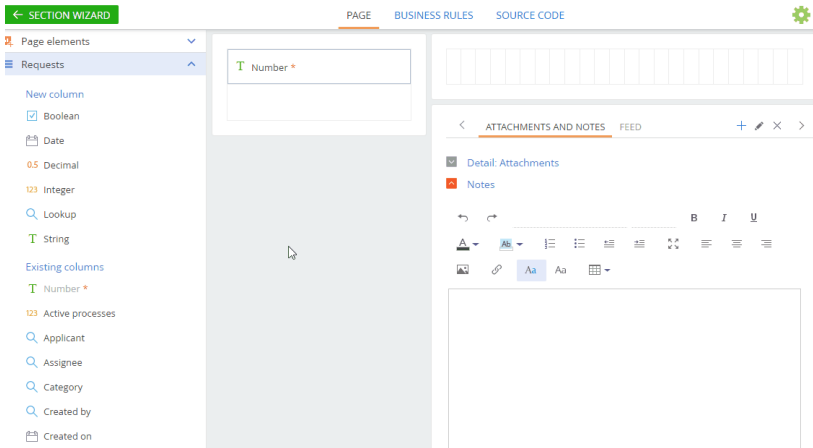 ← SECTION WIZARD
PAGE
BUSINESS RULES
SOURCE CODE
Page elements
Requests
New column
Boolean
Date
0.5 Decimal
123 Integer
Lookup
T String
Existing columns
T Number *
123 Active processes
Applicant
Assignee
Category
Created by
Created on
T Number *
ATTACHMENTS AND NOTES
FEED
Detail: Attachments
Notes
B I U
A Ab
Aa Aa